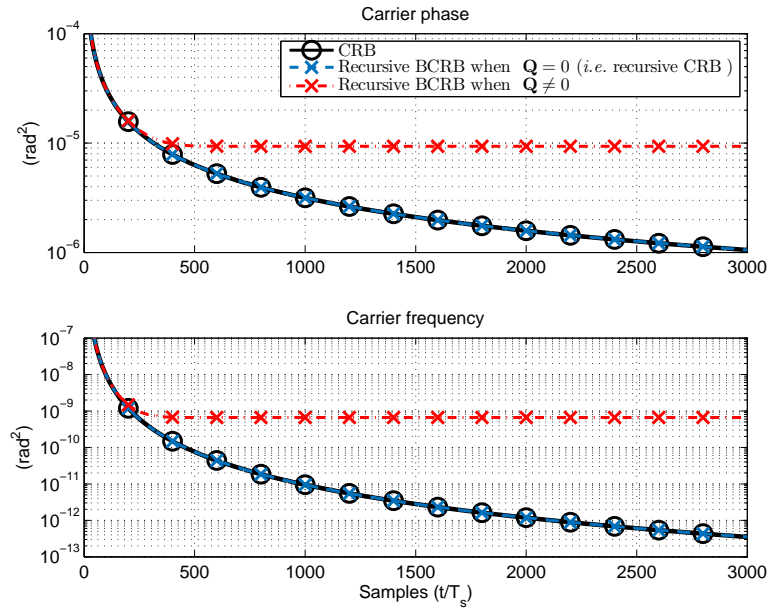 Carrier phase
10^-4
10^-5
10^-6
(rad^2)
CRB
Recursive BCRB when Q = 0 (i.e. recursive CRB )
Recursive BCRB when Q ≠ 0
0 500 1000 1500 2000 2500 3000
Carrier frequency
10^-7
10^-8
10^-9
10^-10
10^-11
10^-12
10^-13
(rad^2)
0 500 1000 1500 2000 2500 3000
Samples (t/T_s)